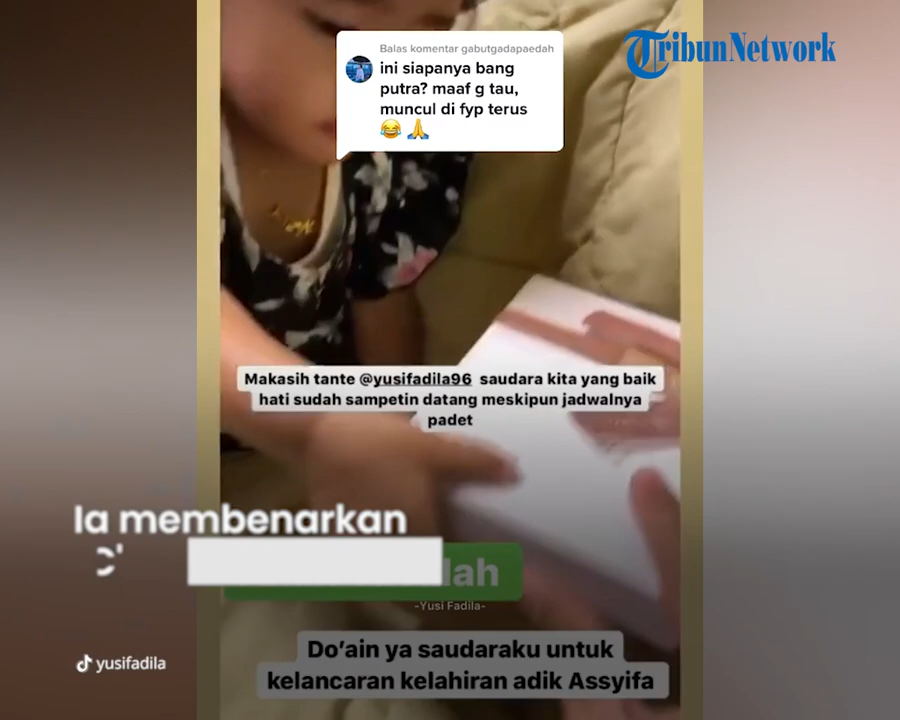 TribunNetwork
Balas komentar gabutgadapaedah
ini siapanya bang
putra? maaf g tau,
muncul di fyp terus
😂 🙏
Makasih tante @yusifadila96 saudara kita yang baik
hati sudah sampetin datang meskipun jadwalnya
padet
Ia membenarkan
-Yusi Fadila-
yusifadila
Do'ain ya saudaraku untuk
kelancaran kelahiran adik Assyifa